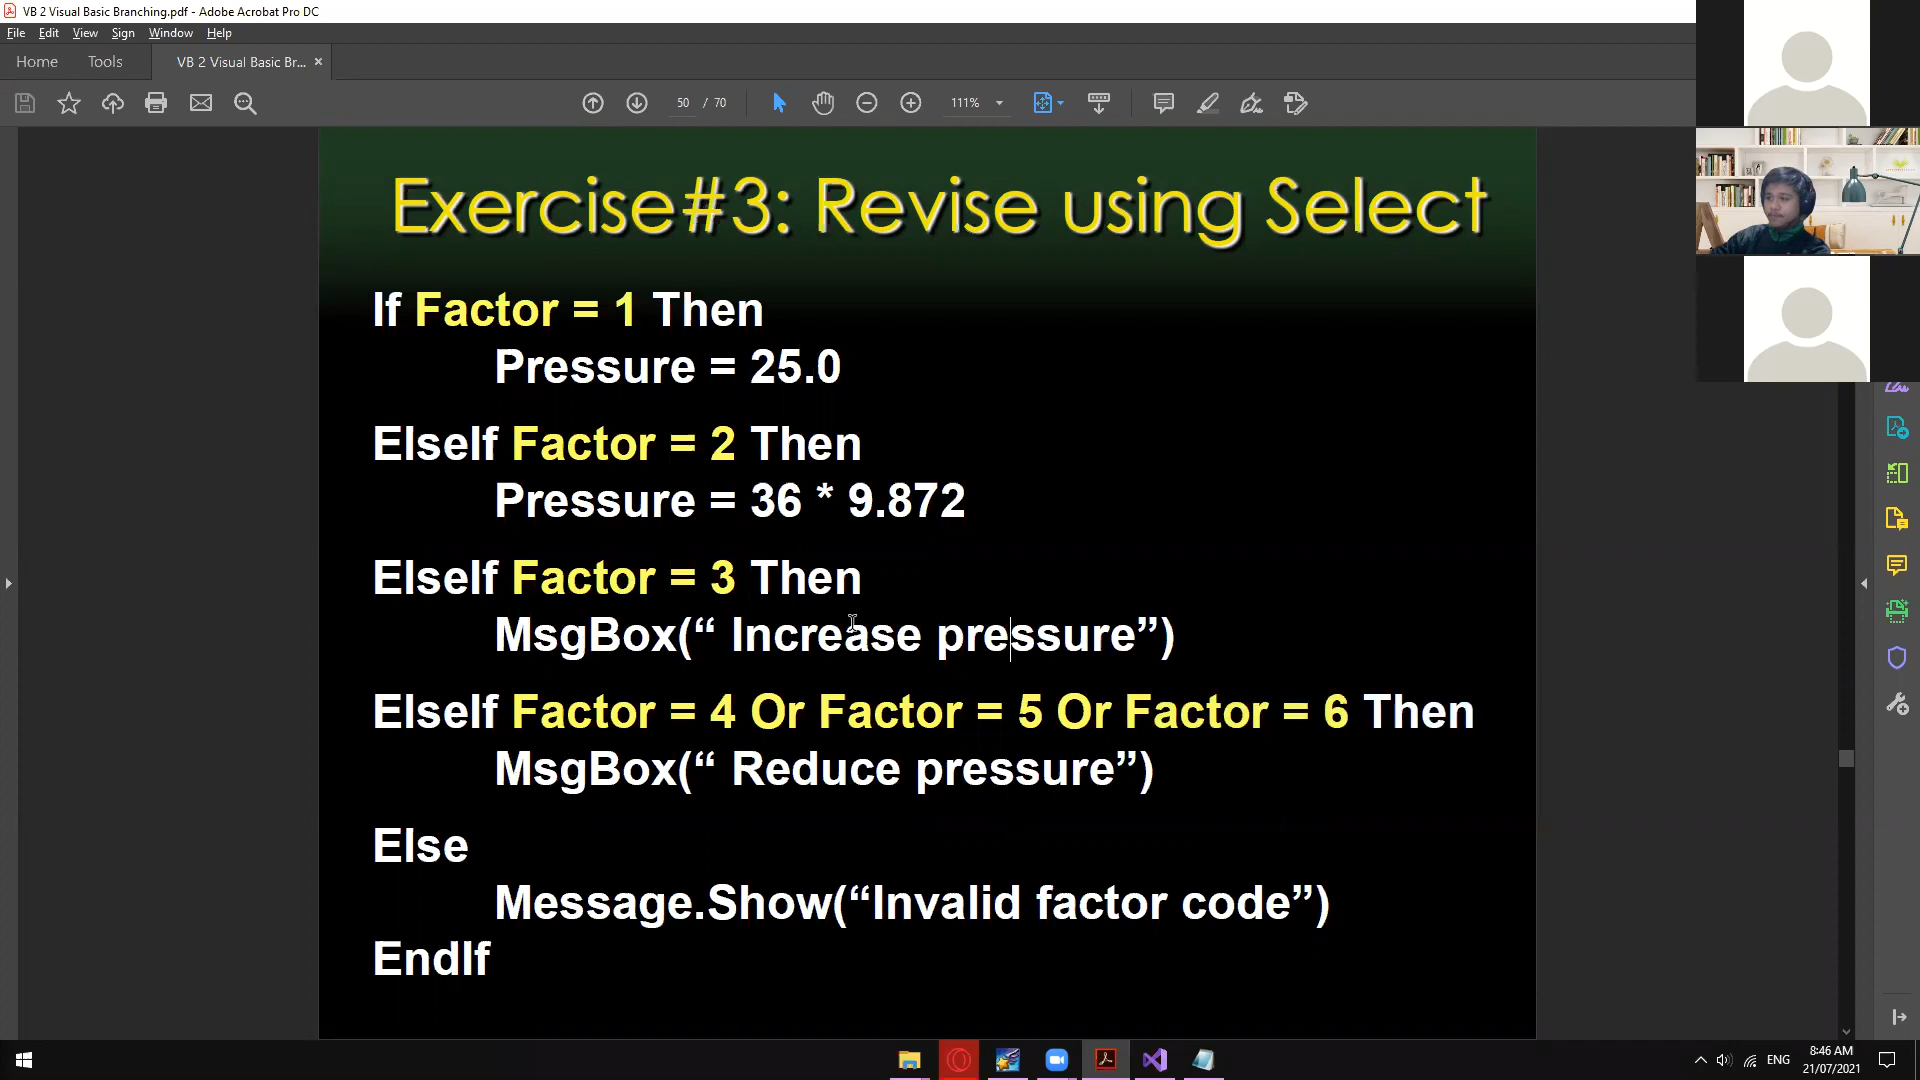 VB 2 Visual Basic Branching.pdf - Adobe Acrobat Pro DC
File Edit View Sign Window Help
Home Tools VB 2 Visual Basic Br... ×
50 / 70 111%
Exercise#3: Revise using Select
If Factor = 1 Then
Pressure = 25.0
ElseIf Factor = 2 Then
Pressure = 36 * 9.872
ElseIf Factor = 3 Then
MsgBox(“ Increase pressure”)
ElseIf Factor = 4 Or Factor = 5 Or Factor = 6 Then
MsgBox(“ Reduce pressure”)
Else
Message.Show(“Invalid factor code”)
EndIf
ENG
8:46 AM
21/07/2021